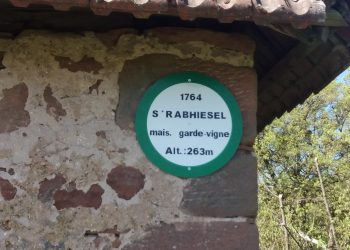 1764
S´RABHIESEL
mais. garde-vigne
Alt.:263m